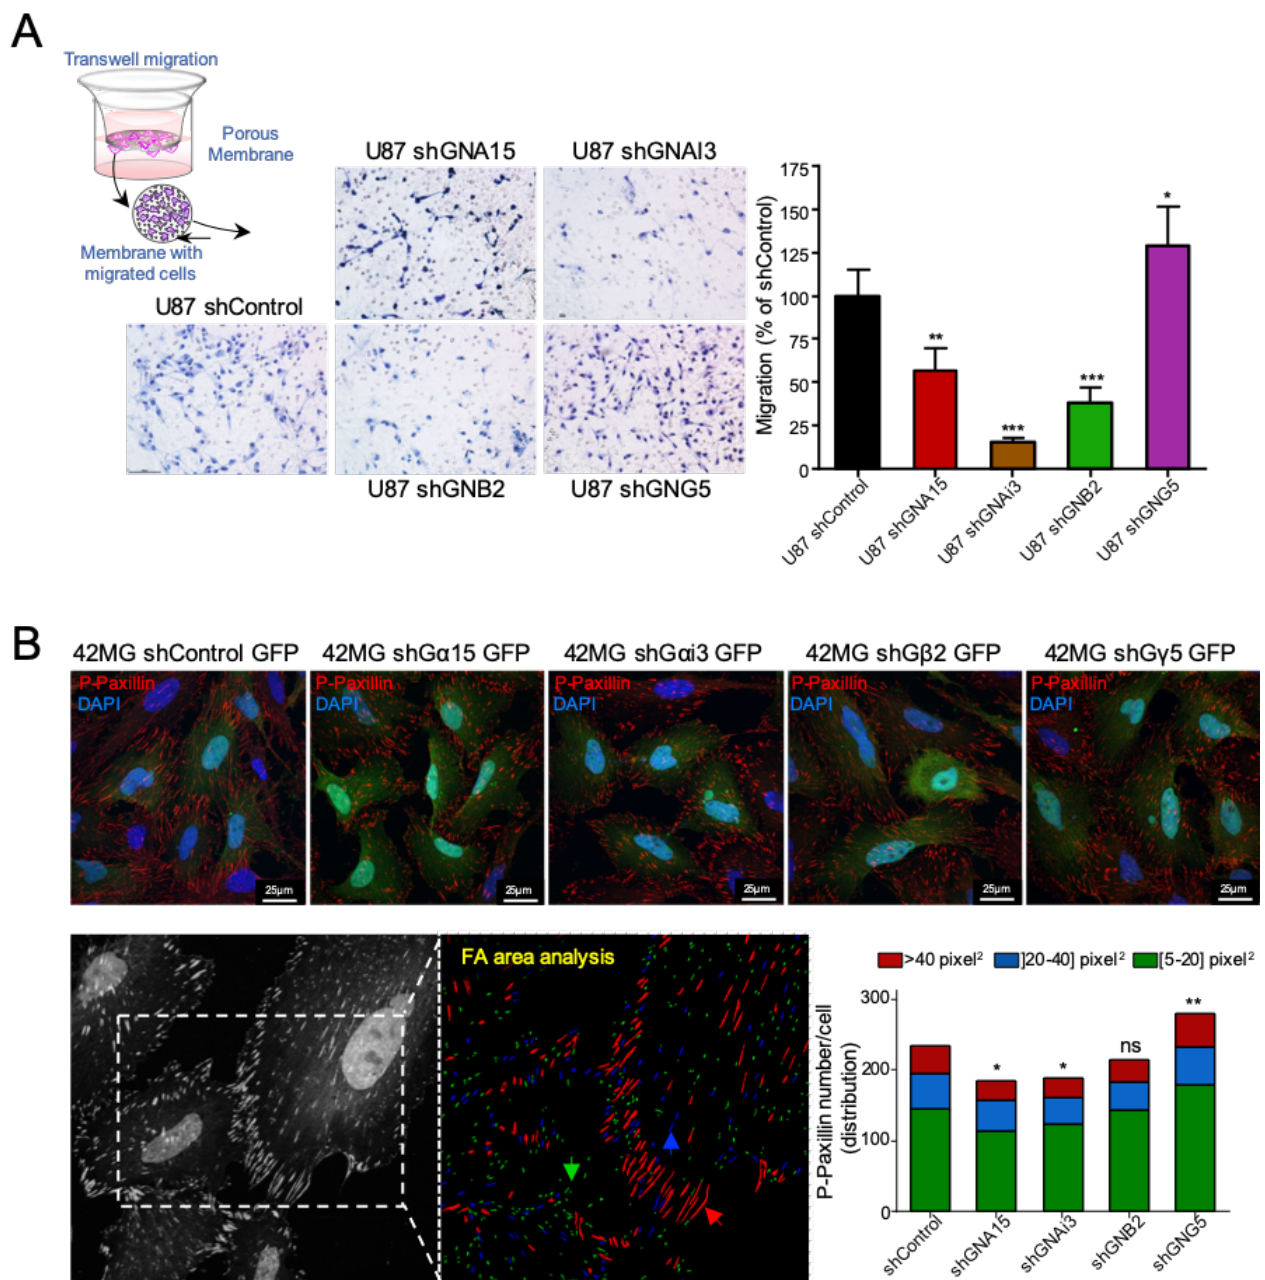 A
Transwell migration
Porous
Membrane
Membrane with
migrated cells
U87 shControl
U87 shGNA15
U87 shGNAI3
U87 shGNB2
U87 shGNG5
Migration (% of shControl)
175
150
125
100
75
50
25
0
**
***
***
*
U87 shControl
U87 shGNA15
U87 shGNAi3
U87 shGNB2
U87 shGNG5
B
42MG shControl GFP
42MG shGα15 GFP
42MG shGαi3 GFP
42MG shGβ2 GFP
42MG shGγ5 GFP
P-Paxillin
DAPI
25µm
P-Paxillin
DAPI
25µm
P-Paxillin
DAPI
25µm
P-Paxillin
DAPI
25µm
P-Paxillin
DAPI
25µm
FA area analysis
>40 pixel²
]20-40] pixel²
[5-20] pixel²
P-Paxillin number/cell
(distribution)
300
200
100
0
*
*
ns
**
shControl
shGNA15
shGNAi3
shGNB2
shGNG5